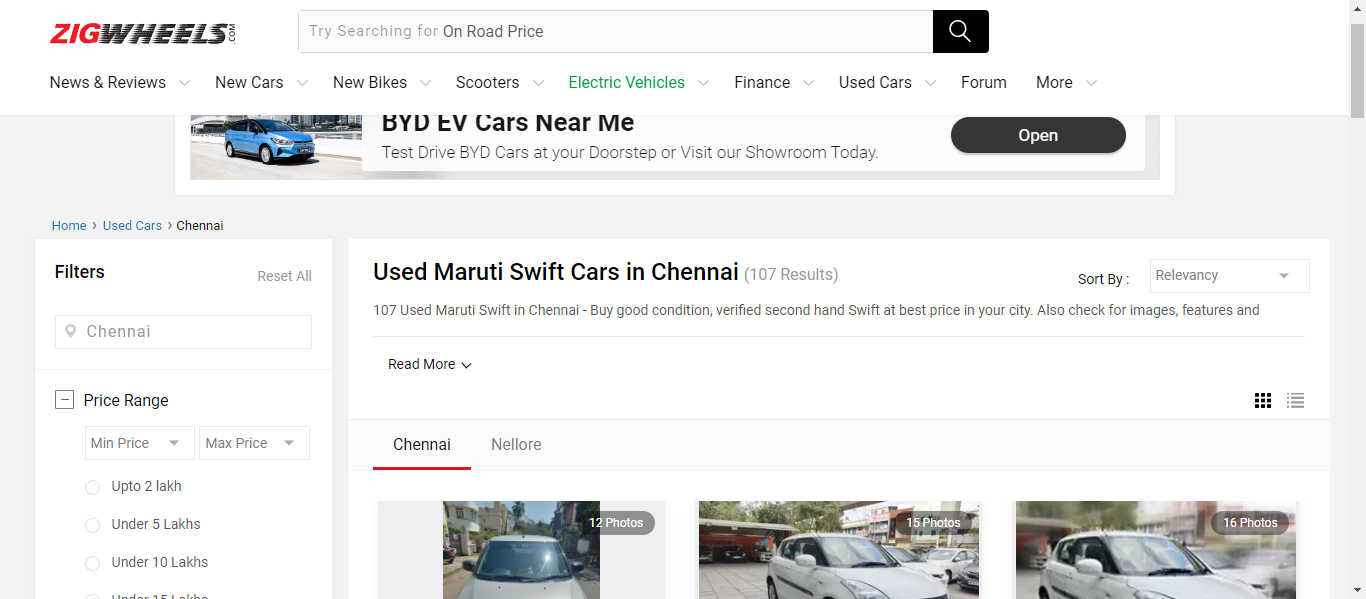 ZIGWHEELS.COM
Try Searching for On Road Price
News & Reviews
New Cars
New Bikes
Scooters
Electric Vehicles
Finance
Used Cars
Forum
More
BYD EV Cars Near Me
Test Drive BYD Cars at your Doorstep or Visit our Showroom Today.
Open
Home › Used Cars › Chennai
Filters
Reset All
Chennai
Price Range
Min Price
Max Price
Upto 2 lakh
Under 5 Lakhs
Under 10 Lakhs
Under 15 Lakhs
Used Maruti Swift Cars in Chennai (107 Results)
Sort By :
Relevancy
107 Used Maruti Swift in Chennai - Buy good condition, verified second hand Swift at best price in your city. Also check for images, features and
Read More
Chennai
Nellore
12 Photos
15 Photos
16 Photos